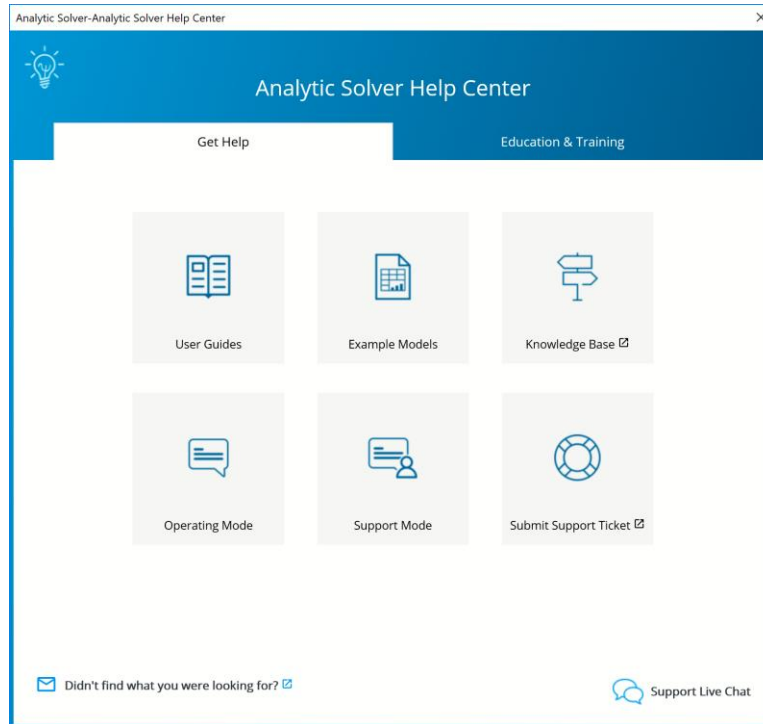 Analytic Solver-Analytic Solver Help Center
Analytic Solver Help Center
Get Help
Education & Training
User Guides
Example Models
Knowledge Base
Operating Mode
Support Mode
Submit Support Ticket
Didn't find what you were looking for?
Support Live Chat